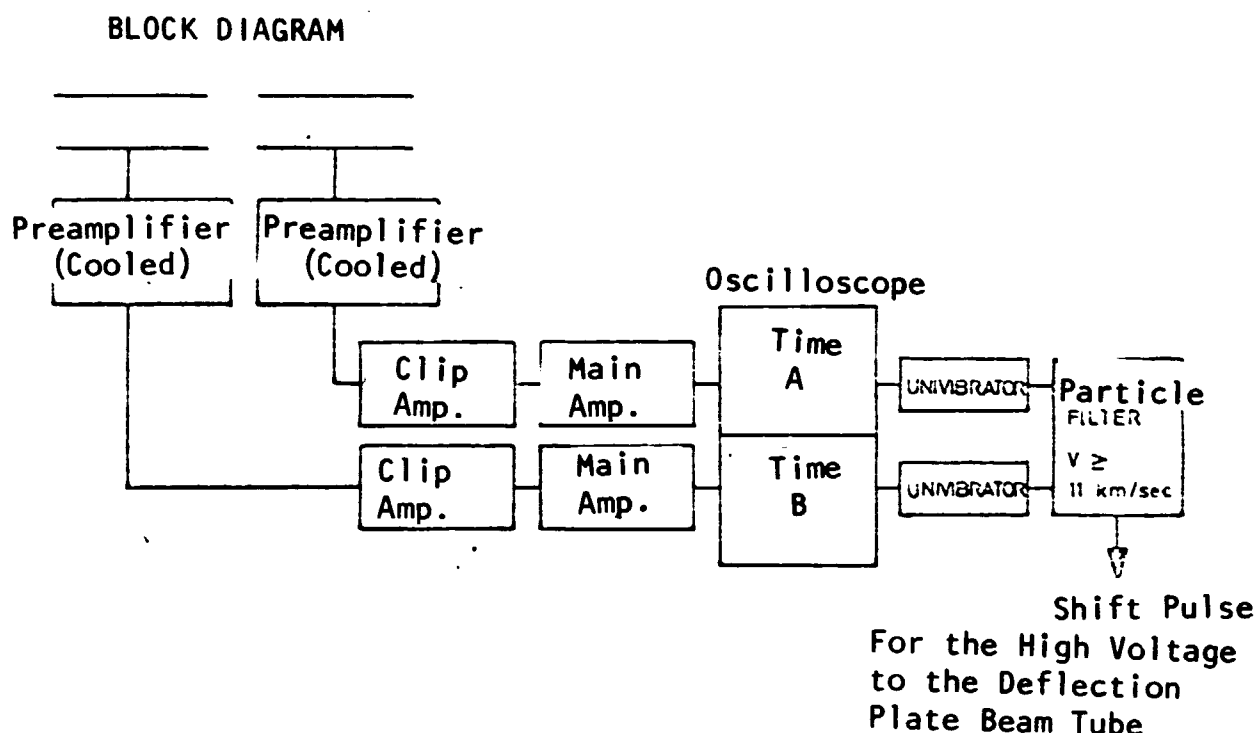 BLOCK DIAGRAM
Preamplifier
(Cooled)
Preamplifier
(Cooled)
Oscilloscope
Clip
Amp.
Main
Amp.
Time
A
UNIVIBRATOR
Particle
FILTER
V ≥
11 km/sec
Clip
Amp.
Main
Amp.
Time
B
UNIVIBRATOR
Shift Pulse
For the High Voltage
to the Deflection
Plate Beam Tube